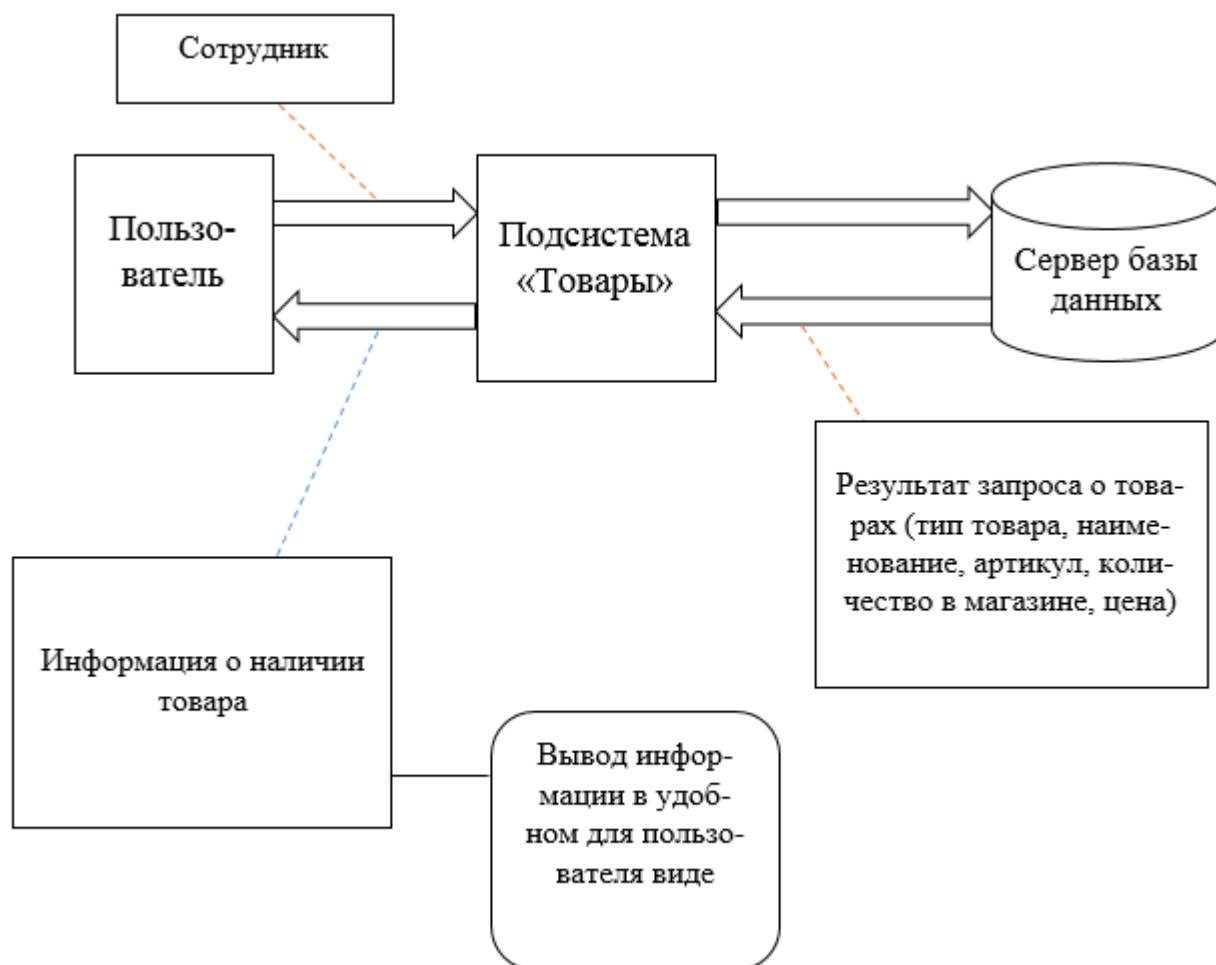 Сотрудник
Пользо-
ватель
Подсистема
«Товары»
Сервер базы
данных
Результат запроса о това-
рах (тип товара, наиме-
нование, артикул, коли-
чество в магазине, цена)
Информация о наличии
товара
Вывод инфор-
мации в удоб-
ном для пользо-
вателя виде